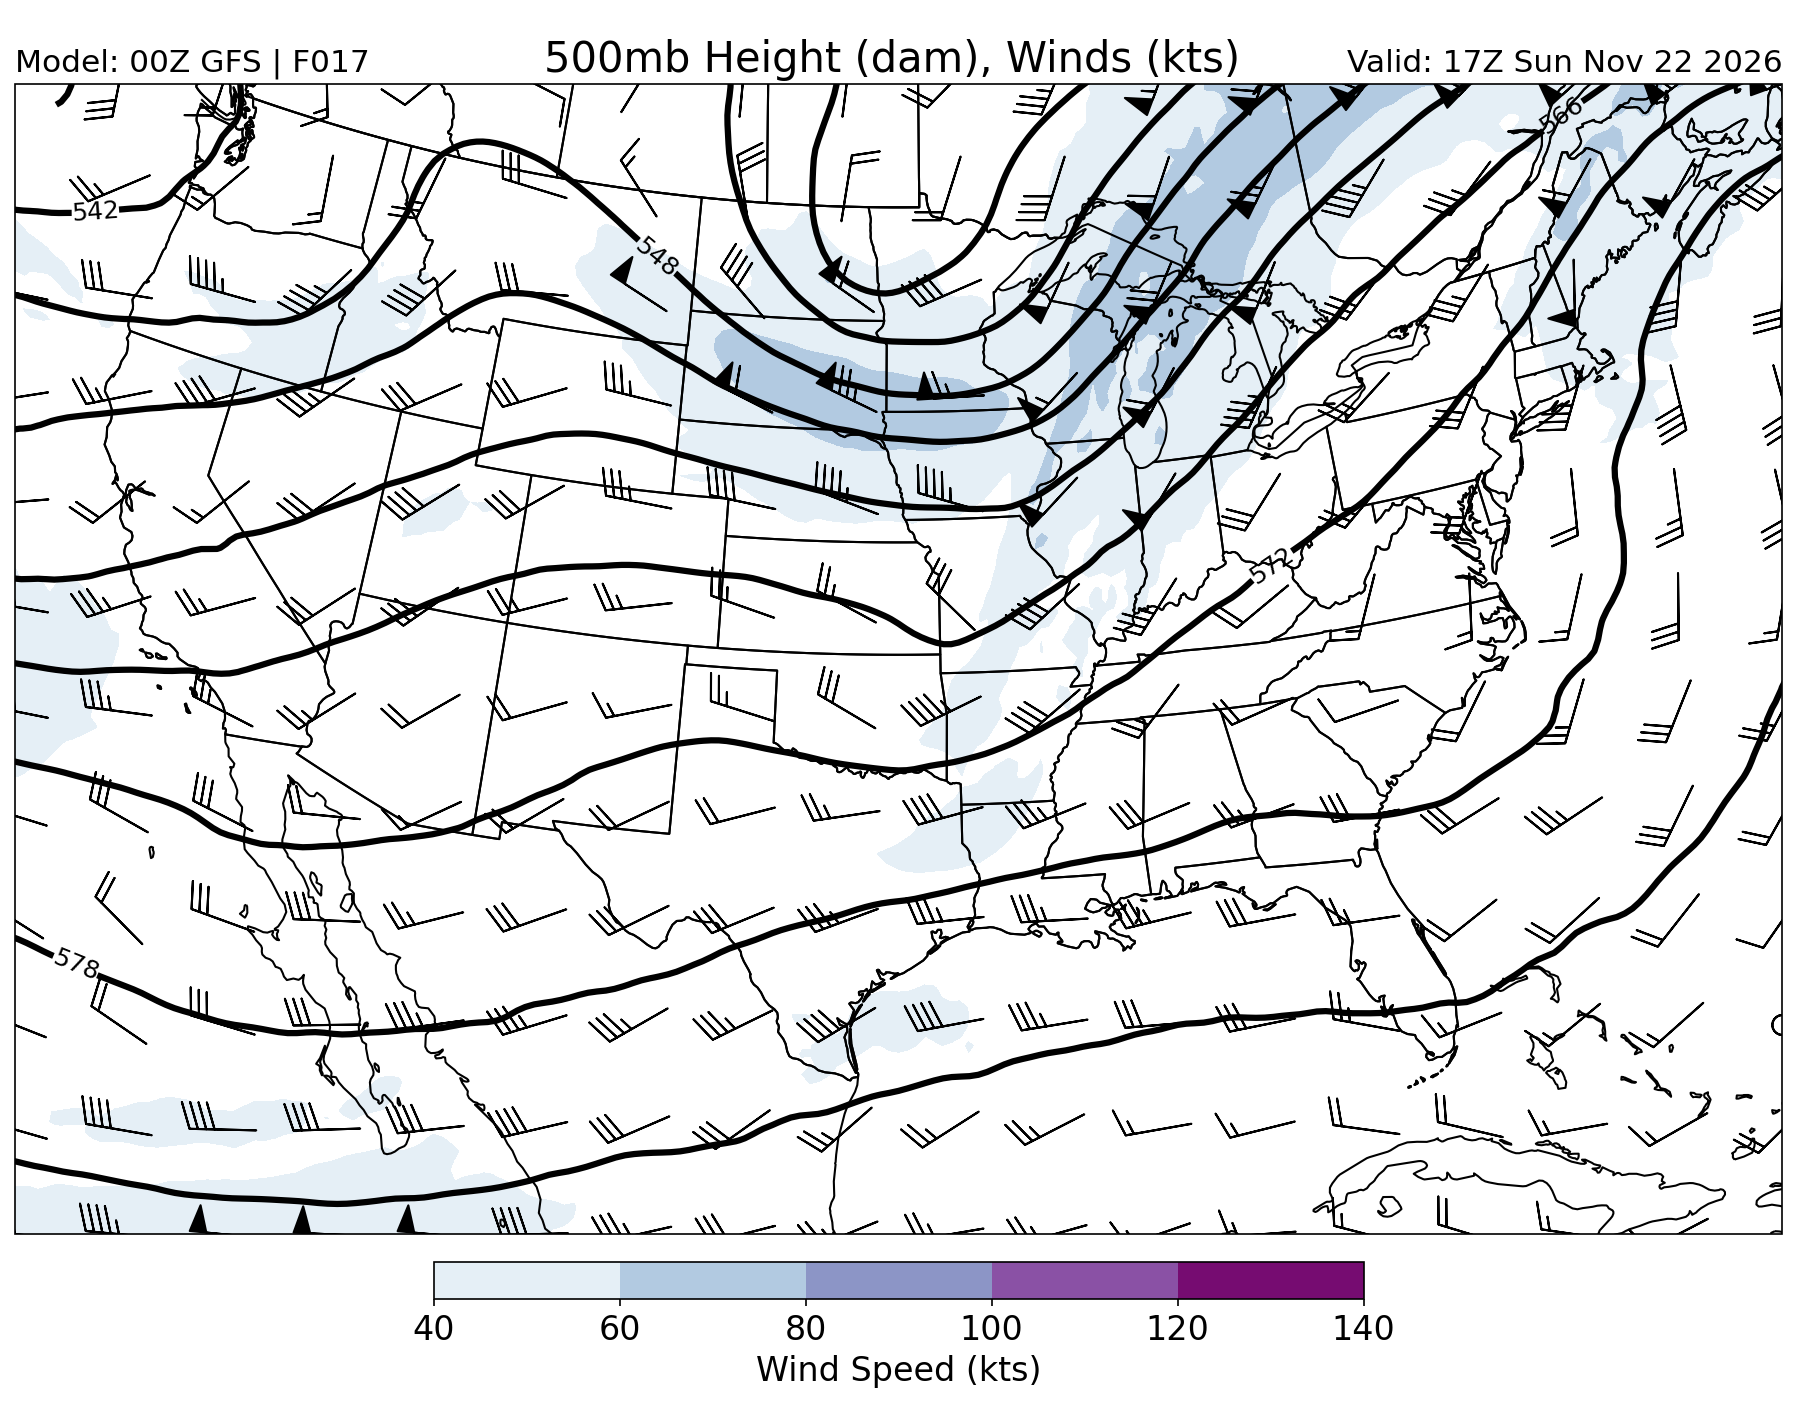 Model: 00Z GFS | F017
500mb Height (dam), Winds (kts)
Valid: 17Z Sun Nov 22 2026
566
542
548
572
578
40 60 80 100 120 140
Wind Speed (kts)